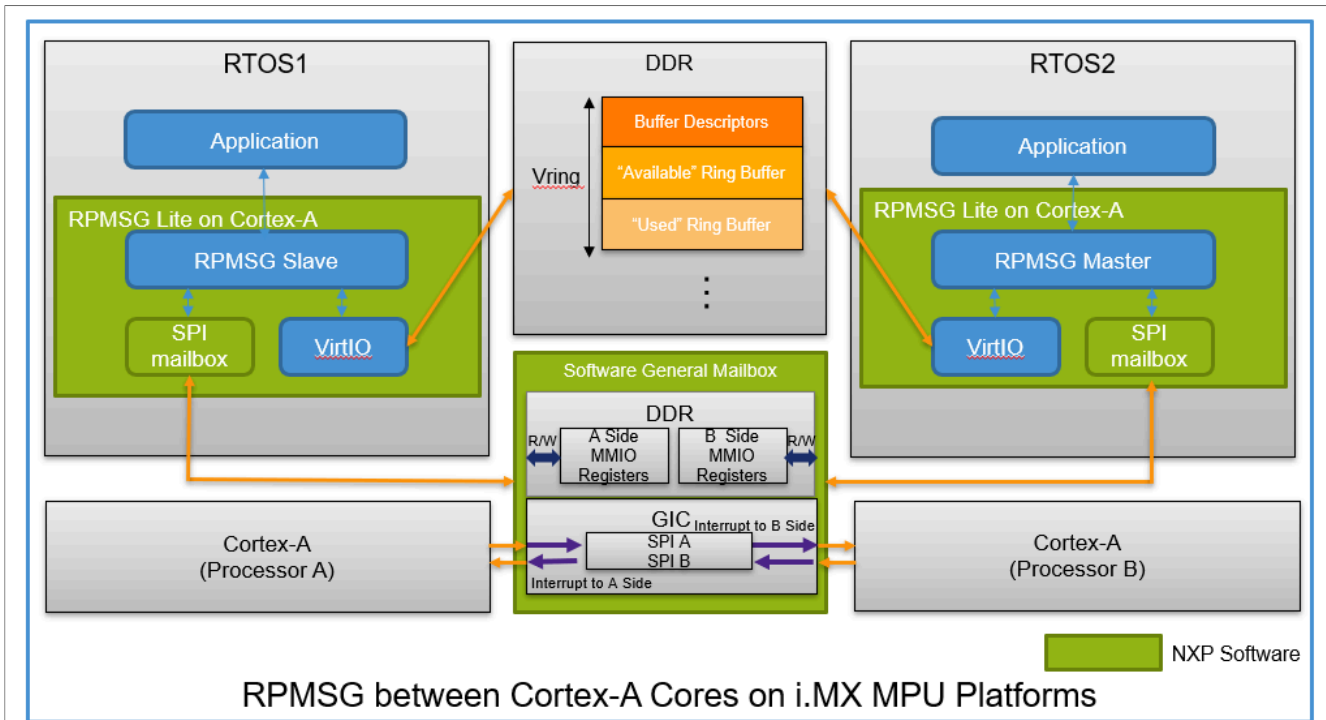 RTOS1
Application
RPMSG Lite on Cortex-A
RPMSG Slave
SPI
mailbox
VirtIO
DDR
Vring
Buffer Descriptors
“Available” Ring Buffer
“Used” Ring Buffer
RTOS2
Application
RPMSG Lite on Cortex-A
RPMSG Master
VirtIO
SPI
mailbox
Software General Mailbox
DDR
R/W
A Side
MMIO
Registers
B Side
MMIO
Registers
R/W
GIC
Interrupt to B Side
SPI A
SPI B
Interrupt to A Side
Cortex-A
(Processor A)
Cortex-A
(Processor B)
NXP Software
RPMSG between Cortex-A Cores on i.MX MPU Platforms